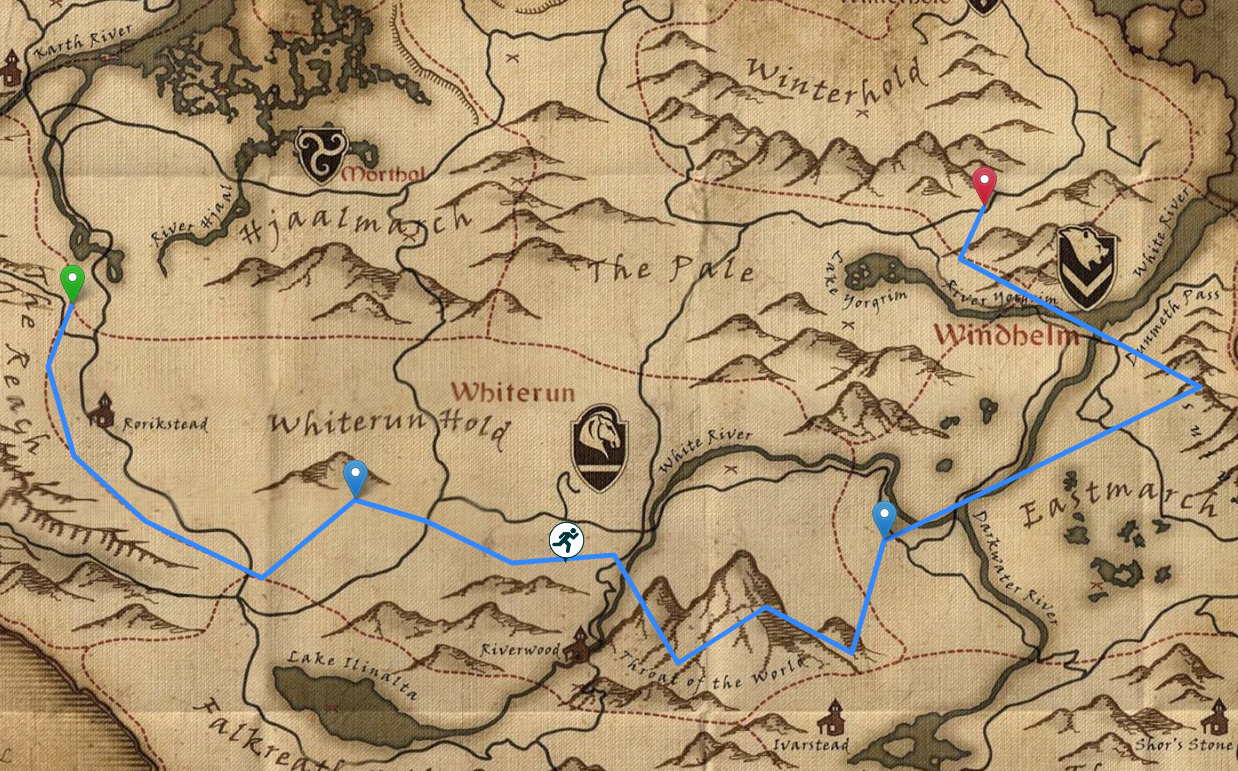 Karth River
Winterhold
Morthal
River Hjaal
Hjaalmarch
The Pale
Lake
Yorgrim
River Yorgrim
White River
Dunmeth Pass
Windhelm
The Reach
Rorikstead
Whiterun
Whiterun Hold
White River
Eastmarch
Darkwater River
Riverwood
Throat of the World
Lake Ilinalta
Falkreath
Ivarstead
Shor's Stone